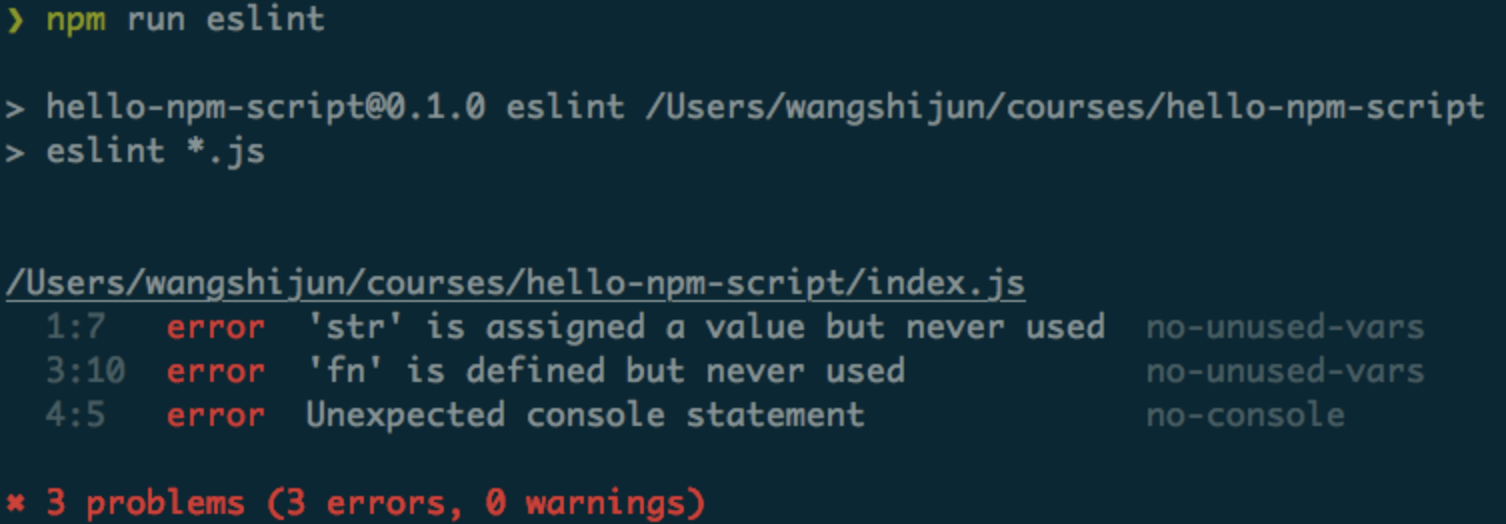 ❯ npm run eslint
> hello-npm-script@0.1.0 eslint /Users/wangshijun/courses/hello-npm-script
> eslint *.js
/Users/wangshijun/courses/hello-npm-script/index.js
1:7 error 'str' is assigned a value but never used no-unused-vars
3:10 error 'fn' is defined but never used no-unused-vars
4:5 error Unexpected console statement no-console
✖ 3 problems (3 errors, 0 warnings)